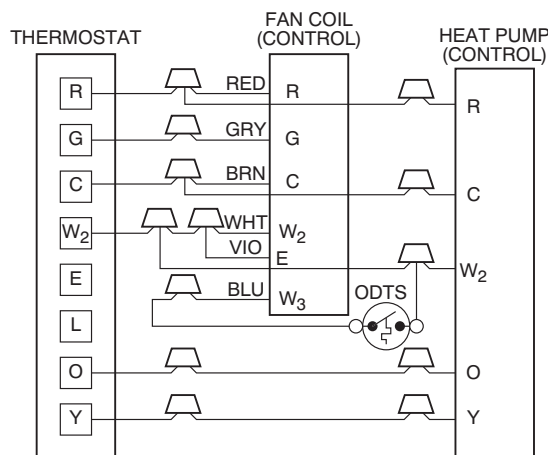 THERMOSTAT
FAN COIL
(CONTROL)
HEAT PUMP
(CONTROL)
R RED R R
G GRY G
C BRN C C
W2 WHT W2
VIO E W2
E BLU W3 ODTS
L
O O
Y Y